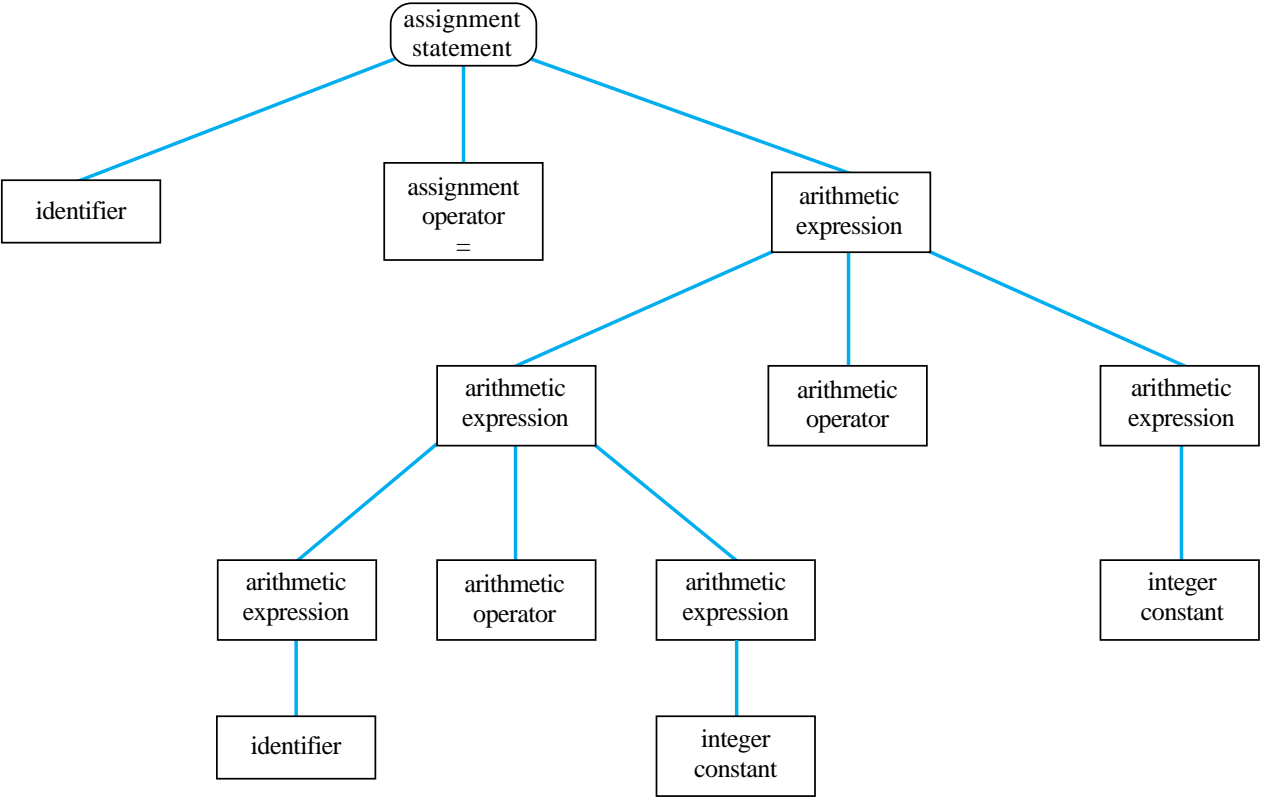 assignment
statement
identifier
assignment
operator
=
arithmetic
expression
arithmetic
expression
arithmetic
operator
arithmetic
expression
arithmetic
expression
arithmetic
operator
arithmetic
expression
integer
constant
identifier
integer
constant